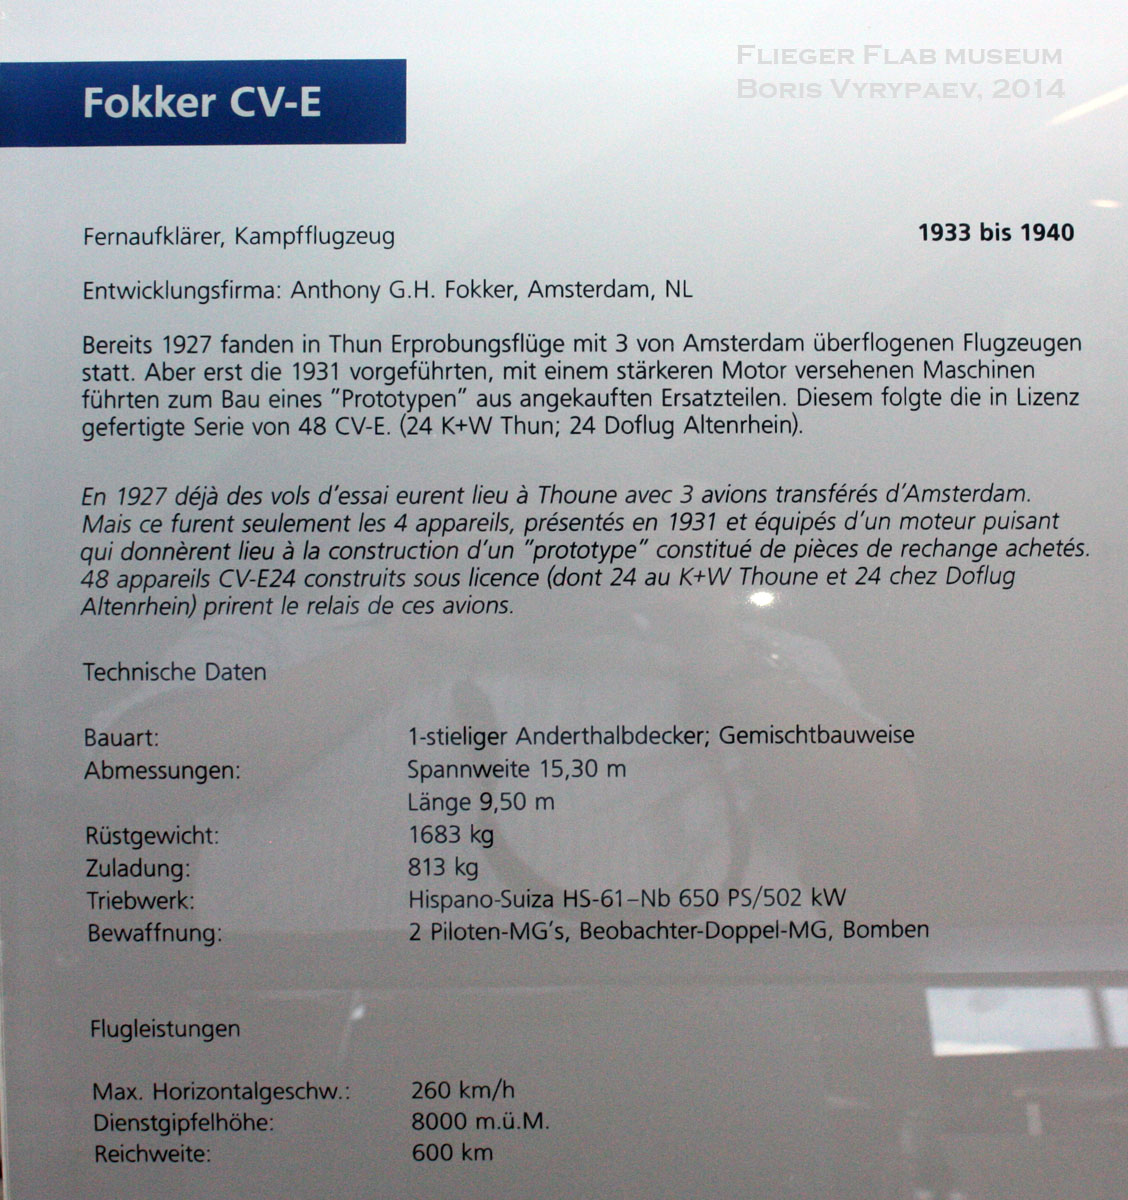 Flieger Flab museum
Boris Vyrypaev, 2014
Fokker CV-E
Fernaufklärer, Kampfflugzeug 1933 bis 1940
Entwicklungsfirma: Anthony G.H. Fokker, Amsterdam, NL
Bereits 1927 fanden in Thun Erprobungsflüge mit 3 von Amsterdam überflogenen Flugzeugen
statt. Aber erst die 1931 vorgeführten, mit einem stärkeren Motor versehenen Maschinen
führten zum Bau eines "Prototypen" aus angekauften Ersatzteilen. Diesem folgte die in Lizenz
gefertigte Serie von 48 CV-E. (24 K+W Thun; 24 Doflug Altenrhein).
En 1927 déjà des vols d'essai eurent lieu à Thoune avec 3 avions transférés d'Amsterdam.
Mais ce furent seulement les 4 appareils, présentés en 1931 et équipés d'un moteur puisant
qui donnèrent lieu à la construction d'un "prototype" constitué de pièces de rechange achetés.
48 appareils CV-E24 construits sous licence (dont 24 au K+W Thoune et 24 chez Doflug
Altenrhein) prirent le relais de ces avions.
Technische Daten
Bauart: 1-stieliger Anderthalbdecker; Gemischtbauweise
Abmessungen: Spannweite 15,30 m
Länge 9,50 m
Rüstgewicht: 1683 kg
Zuladung: 813 kg
Triebwerk: Hispano-Suiza HS-61-Nb 650 PS/502 kW
Bewaffnung: 2 Piloten-MG's, Beobachter-Doppel-MG, Bomben
Flugleistungen
Max. Horizontalgeschw.: 260 km/h
Dienstgipfelhöhe: 8000 m.ü.M.
Reichweite: 600 km